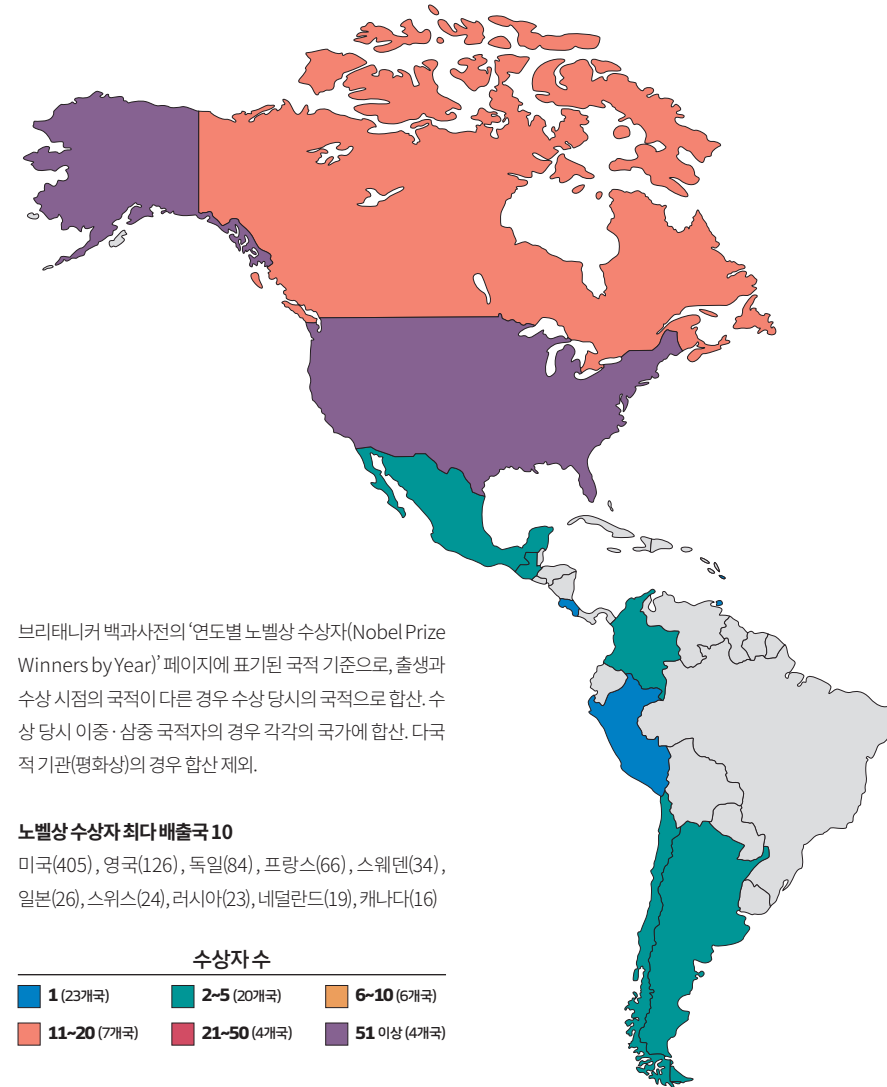 브리태니커 백과사전의 ‘연도별 노벨상 수상자(Nobel Prize
Winners by Year)’ 페이지에 표기된 국적 기준으로, 출생과
수상 시점의 국적이 다른 경우 수상 당시의 국적으로 합산. 수
상 당시 이중·삼중 국적자의 경우 각각의 국가에 합산. 다국
적 기관(평화상)의 경우 합산 제외.
노벨상 수상자 최다 배출국 10
미국(405), 영국(126), 독일(84), 프랑스(66), 스웨덴(34),
일본(26), 스위스(24), 러시아(23), 네덜란드(19), 캐나다(16)
수상자 수
1 (23개국) 2~5 (20개국) 6~10 (6개국)
11~20 (7개국) 21~50 (4개국) 51 이상 (4개국)